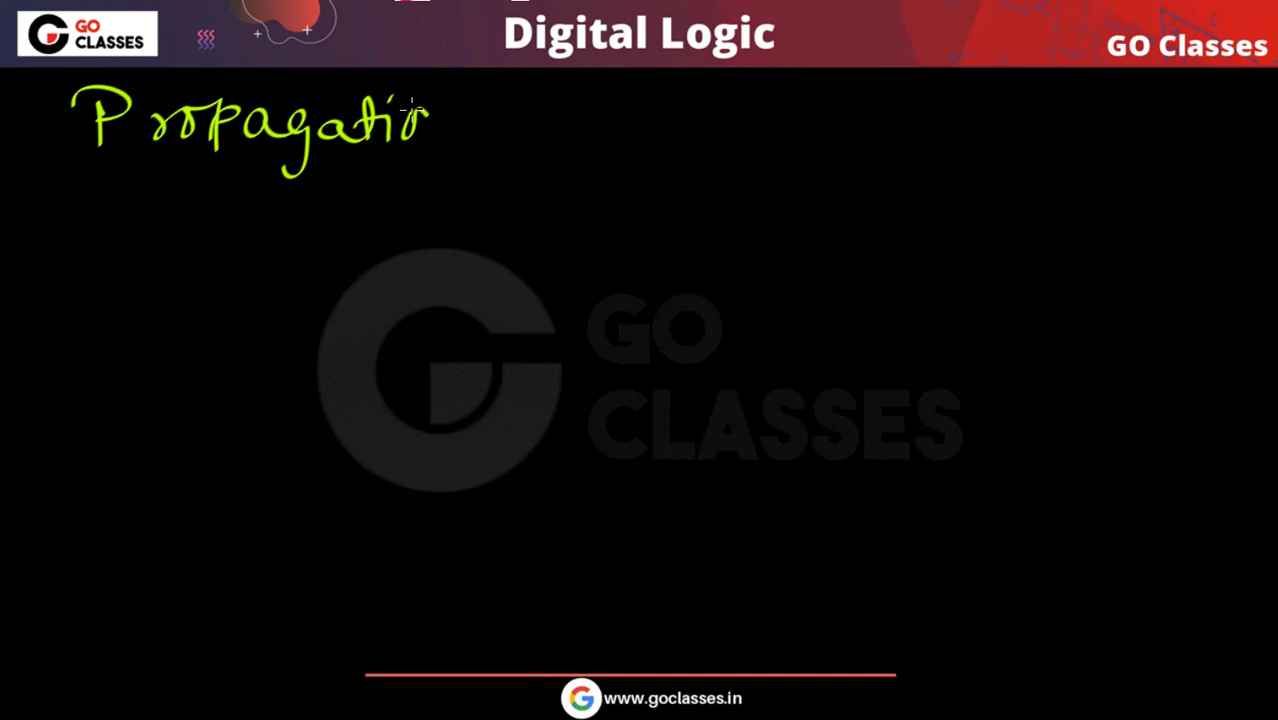 GO CLASSES
Digital Logic
GO Classes
Propagatio
GO
CLASSES
www.goclasses.in